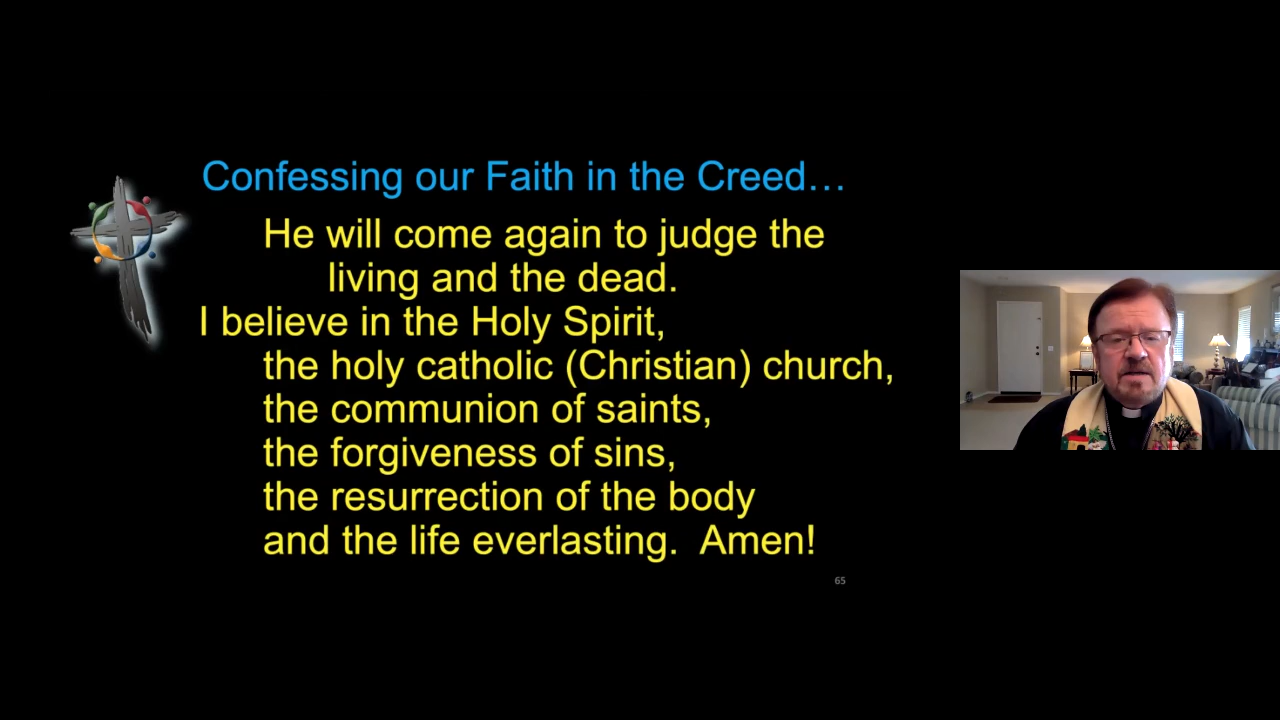 Confessing our Faith in the Creed…
He will come again to judge the
living and the dead.
I believe in the Holy Spirit,
the holy catholic (Christian) church,
the communion of saints,
the forgiveness of sins,
the resurrection of the body
and the life everlasting.  Amen!
65